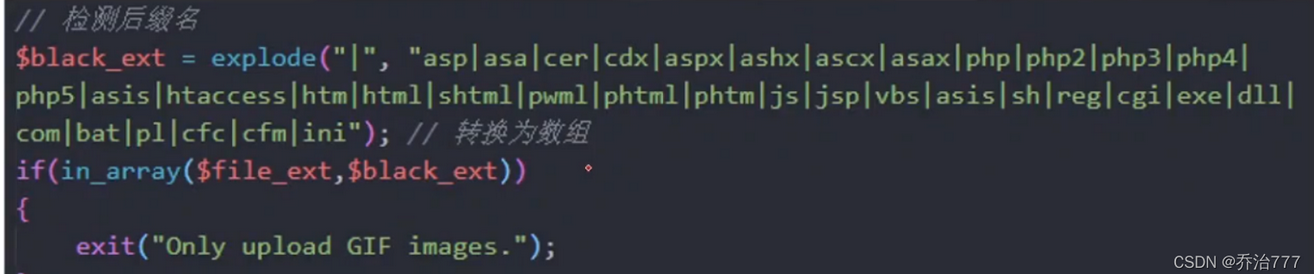 // 检测后缀名
$black_ext = explode("|", "asp|asa|cer|cdx|aspx|ashx|ascx|asax|php|php2|php3|php4|
php5|asis|htaccess|htm|html|shtml|pwml|phtml|phtm|js|jsp|vbs|asis|sh|reg|cgi|exe|dll|
com|bat|pl|cfc|cfm|ini"); // 转换为数组
if(in_array($file_ext,$black_ext))
{
    exit("Only upload GIF images.");
CSDN @乔治777